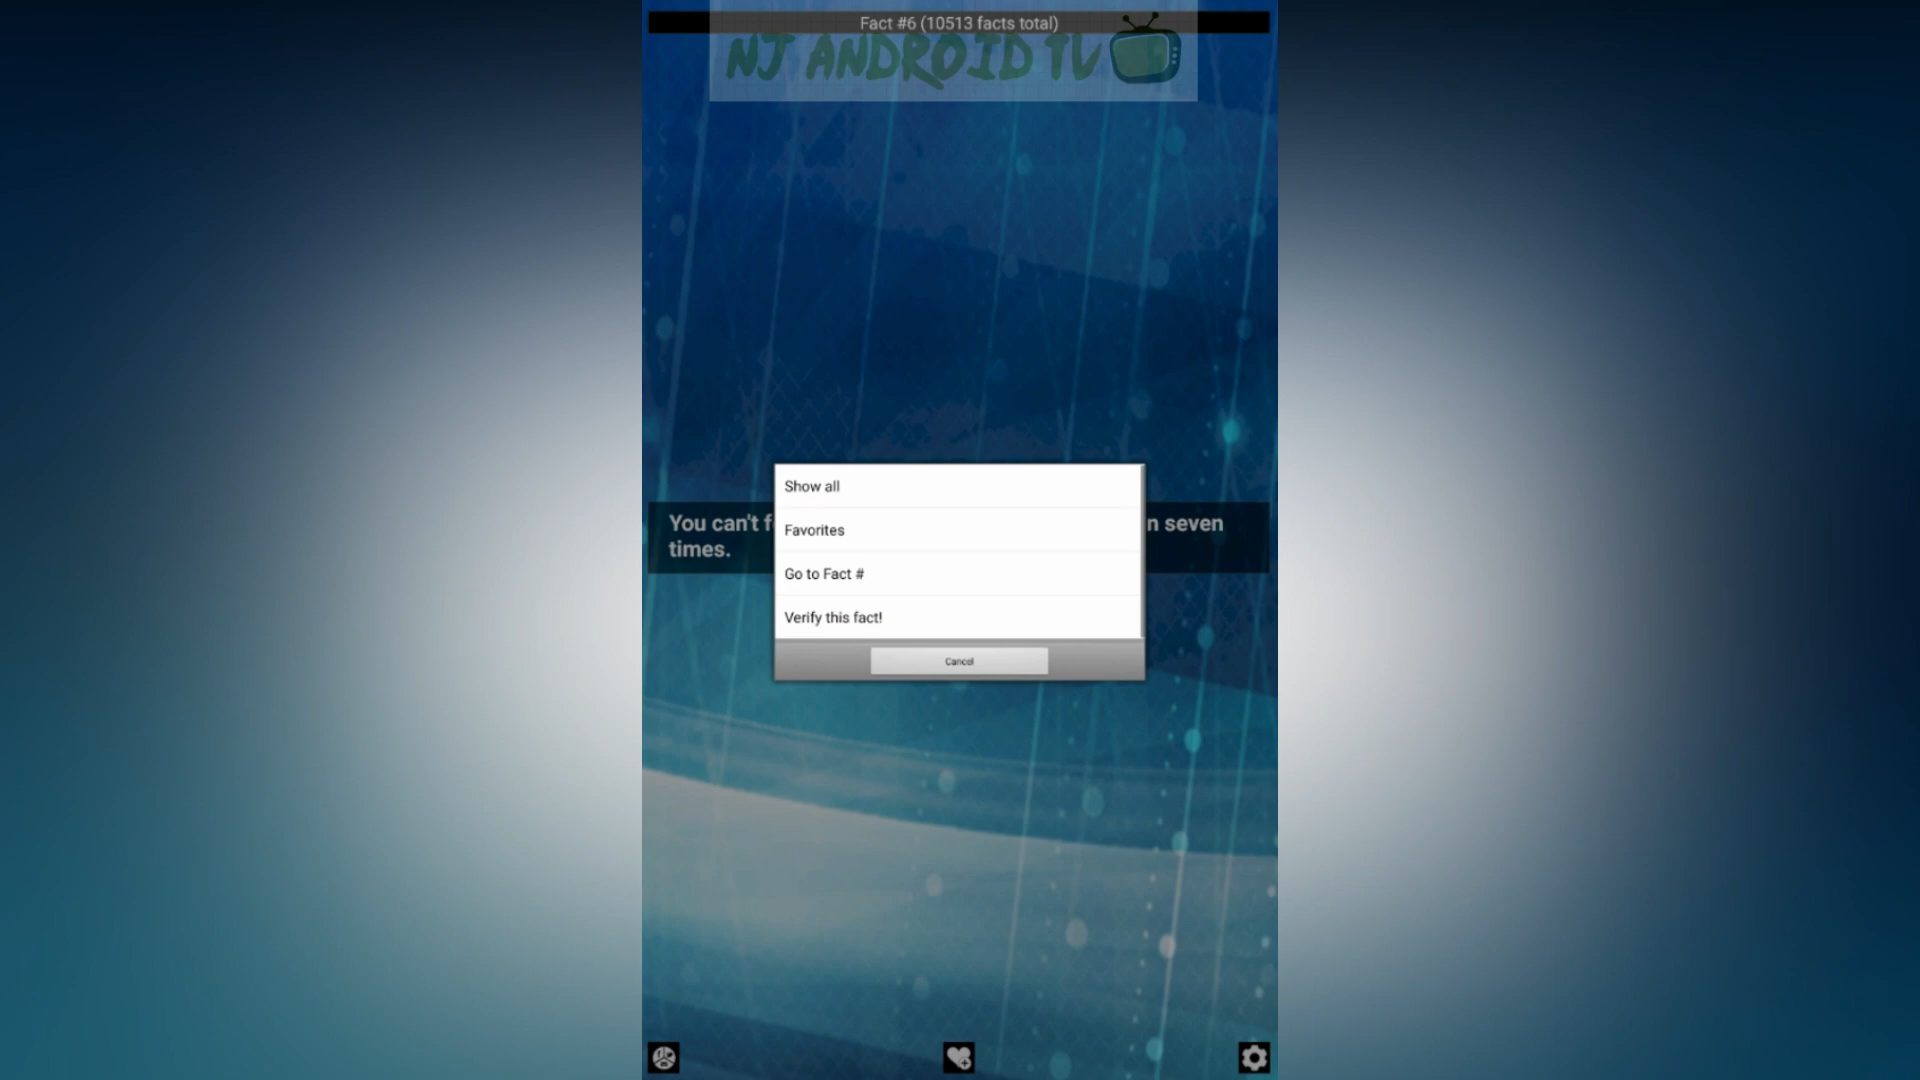 Fact #6 (10513 facts total)
NJ ANDROID TV
Show all
You can't f
n seven
times.
Favorites
Go to Fact #
Verify this fact!
Cancel